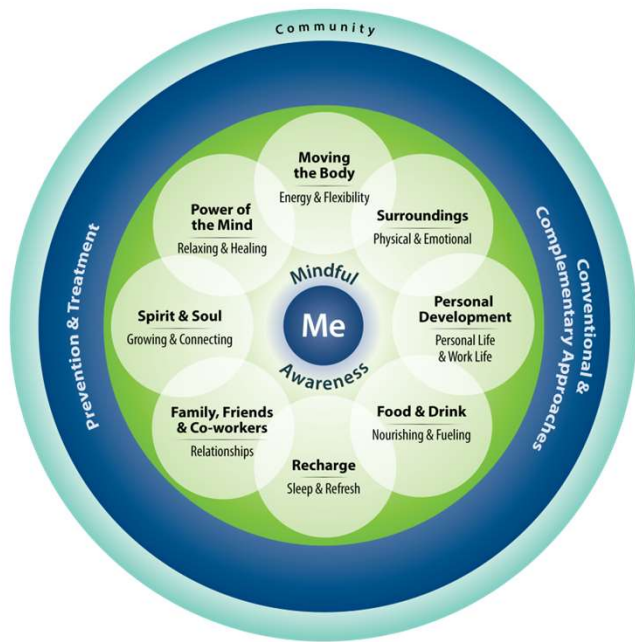 Community
Prevention & Treatment
Conventional &
Complementary Approaches
Moving
the Body
Energy & Flexibility
Surroundings
Physical & Emotional
Personal
Development
Personal Life
& Work Life
Food & Drink
Nourishing & Fueling
Recharge
Sleep & Refresh
Family, Friends
& Co-workers
Relationships
Spirit & Soul
Growing & Connecting
Power of
the Mind
Relaxing & Healing
Mindful
Me
Awareness